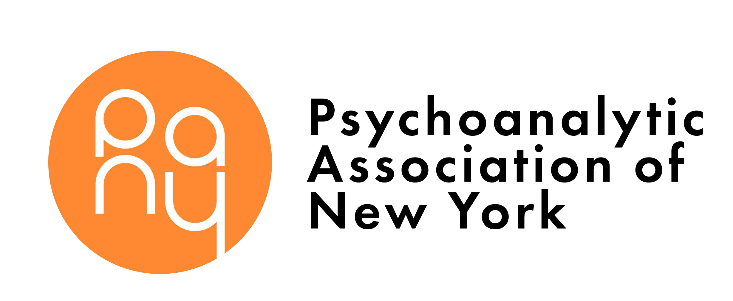 pa
ny
Psychoanalytic
Association of
New York